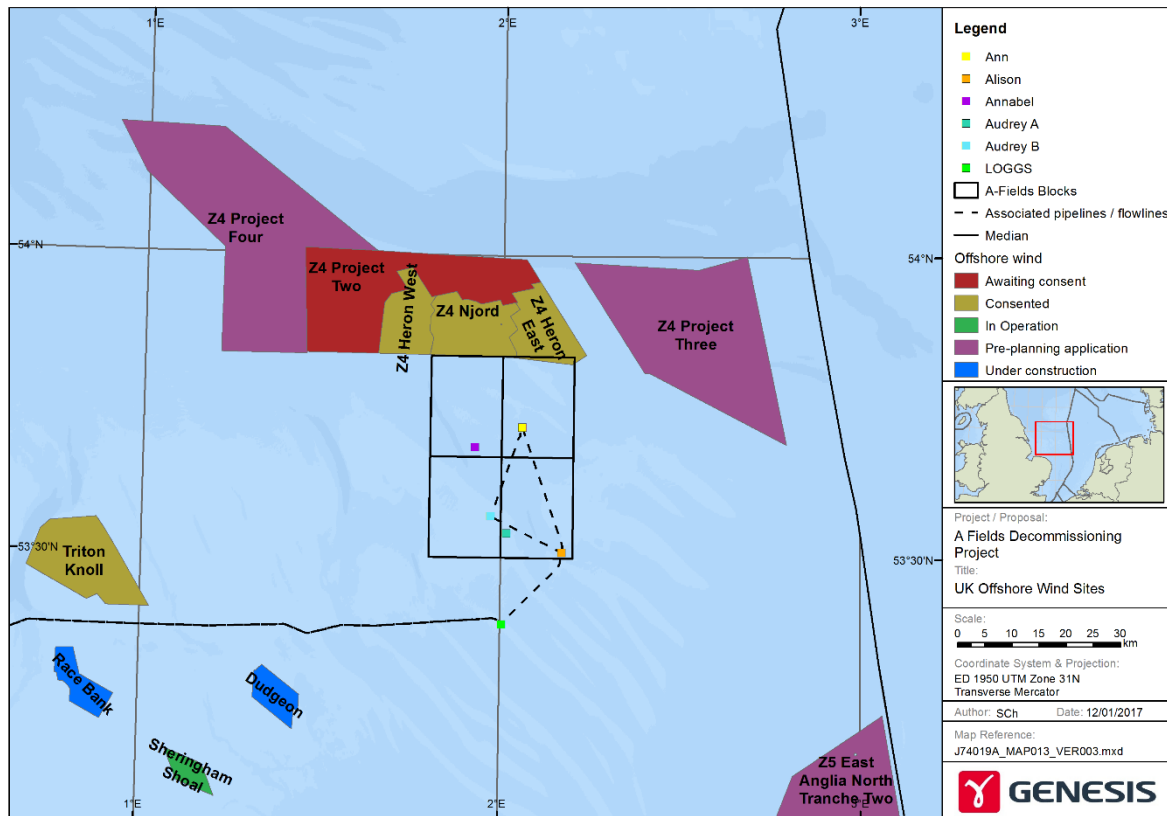 1°E
2°E
3°E
54°N
54°N
53°30'N
53°30'N
1°E
2°E
3°E
Z4 Project
Four
Z4 Project
Two
Z4 Heron West
Z4 Njord
Z4 Heron
East
Z4 Project
Three
Triton
Knoll
Race Bank
Dudgeon
Sheringham
Shoal
Z5 East
Anglia North
Tranche Two
Legend
Ann
Alison
Annabel
Audrey A
Audrey B
LOGGS
A-Fields Blocks
Associated pipelines / flowlines
Median
Offshore wind
Awaiting consent
Consented
In Operation
Pre-planning application
Under construction
Project / Proposal:
A Fields Decommissioning
Project
Title:
UK Offshore Wind Sites
Scale:
0 5 10 15 20 25 30
km
Coordinate System & Projection:
ED 1950 UTM Zone 31N
Transverse Mercator
Author: SCh Date: 12/01/2017
Map Reference:
J74019A_MAP013_VER003.mxd
GENESIS